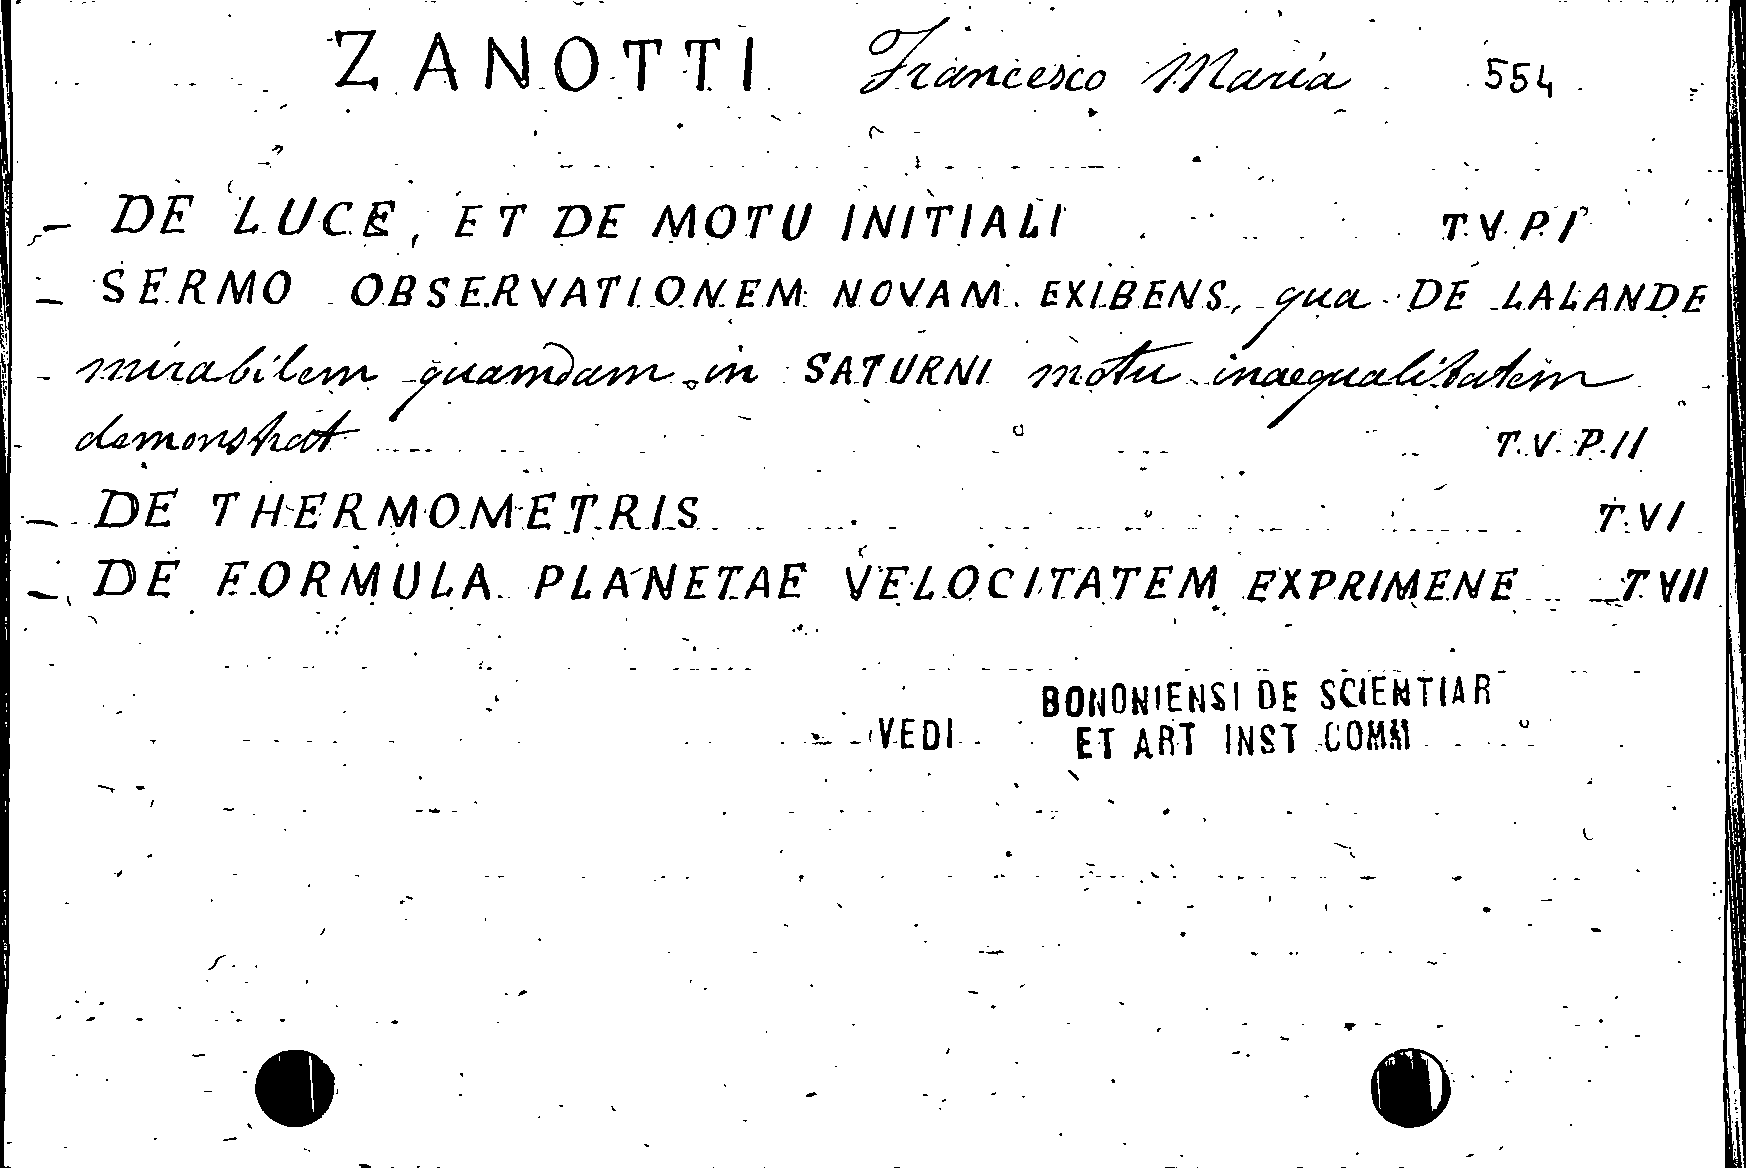 ZANOTTI Francesco Maria 554
– DE LUCE, ET DE MOTU INITIALI T.V.P.I
– SERMO OBSERVATIONEM NOVAM EXIBENS, qua DE LALANDE
mirabilem quamdam in SATURNI motu inaequalitatem
demonstrat T.V.P.II
– DE THERMOMETRIS T.VI
– DE FORMULA PLANETAE VELOCITATEM EXPRIMENE T VII
BONONIENSI DE SCIENTIAR
VEDI ET ART INST COMM